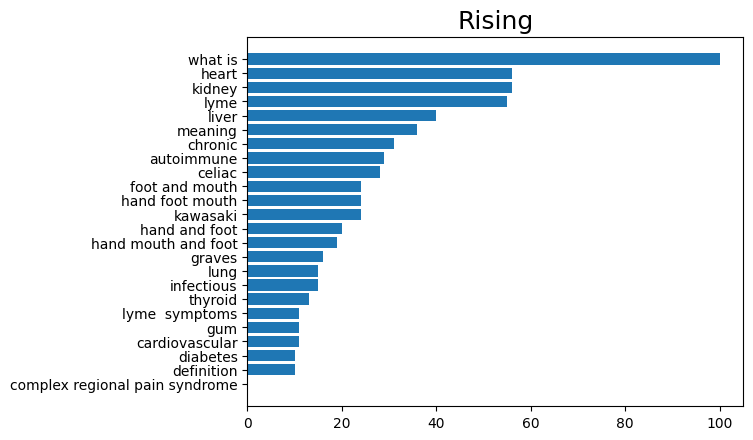 Rising
what is
heart
kidney
lyme
liver
meaning
chronic
autoimmune
celiac
foot and mouth
hand foot mouth
kawasaki
hand and foot
hand mouth and foot
graves
lung
infectious
thyroid
lyme  symptoms
gum
cardiovascular
diabetes
definition
complex regional pain syndrome
0 20 40 60 80 100